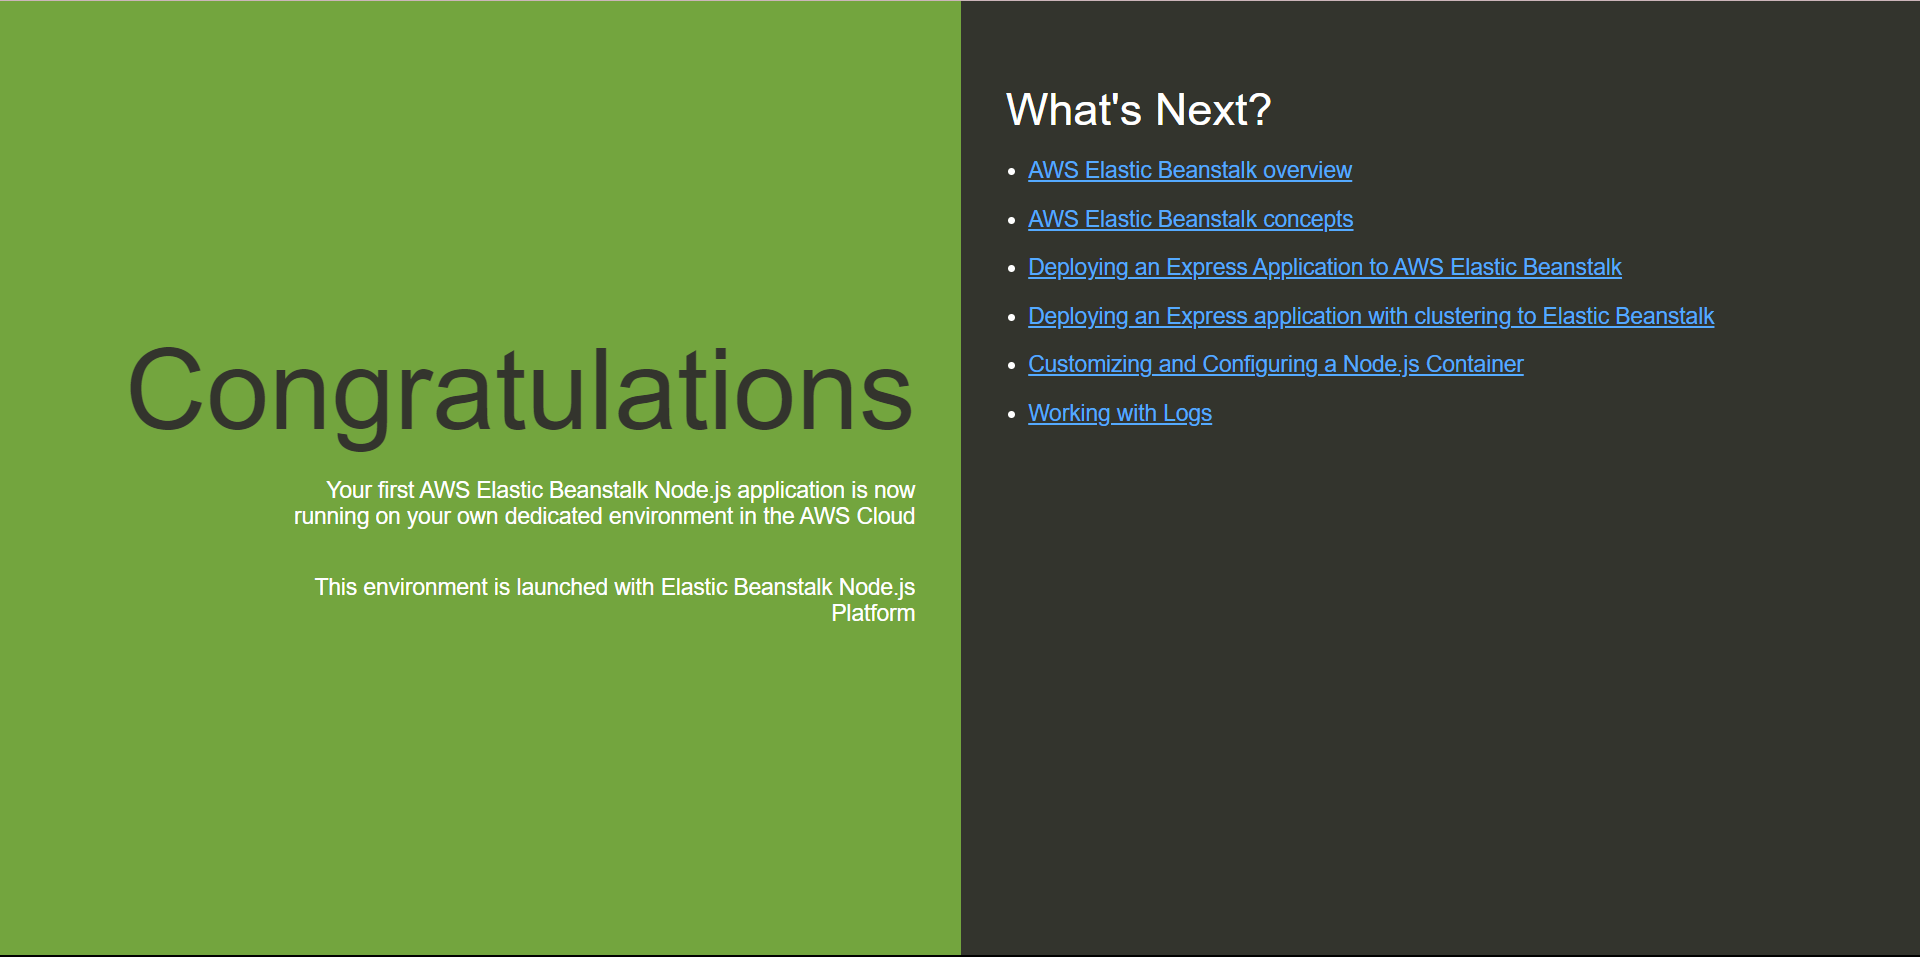 Congratulations
Your first AWS Elastic Beanstalk Node.js application is now
running on your own dedicated environment in the AWS Cloud
This environment is launched with Elastic Beanstalk Node.js
Platform
What's Next?
AWS Elastic Beanstalk overview
AWS Elastic Beanstalk concepts
Deploying an Express Application to AWS Elastic Beanstalk
Deploying an Express application with clustering to Elastic Beanstalk
Customizing and Configuring a Node.js Container
Working with Logs